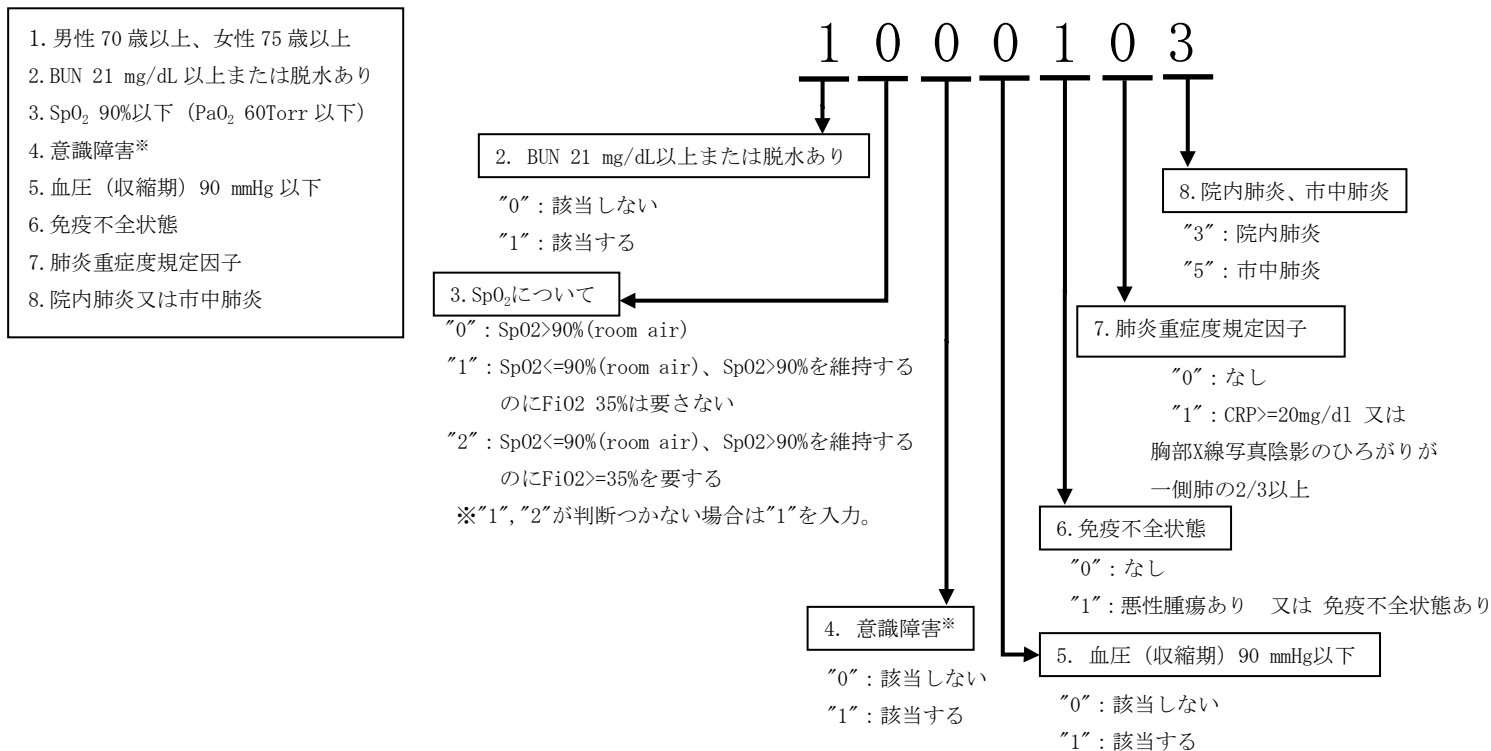 1.男性 70 歳以上、女性 75 歳以上
2.BUN 21 mg/dL 以上または脱水あり
3.SpO₂ 90%以下 (PaO₂ 60Torr 以下)
4.意識障害※
5.血圧（収縮期）90 mmHg 以下
6.免疫不全状態
7.肺炎重症度規定因子
8.院内肺炎又は市中肺炎
1 0 0 0 1 0 3
2. BUN 21 mg/dL以上または脱水あり
"0"：該当しない
"1"：該当する
3.SpO₂について
"0"：SpO2>90%(room air)
"1"：SpO2<=90%(room air)、SpO2>90%を維持する
のにFiO2 35%は要さない
"2"：SpO2<=90%(room air)、SpO2>90%を維持する
のにFiO2>=35%を要する
※"1","2"が判断つかない場合は"1"を入力。
4. 意識障害※
"0"：該当しない
"1"：該当する
5. 血圧（収縮期）90 mmHg以下
"0"：該当しない
"1"：該当する
6.免疫不全状態
"0"：なし
"1"：悪性腫瘍あり　又は 免疫不全状態あり
7.肺炎重症度規定因子
"0"：なし
"1"：CRP>=20mg/dl 又は
胸部X線写真陰影のひろがりが
一側肺の2/3以上
8.院内肺炎、市中肺炎
"3"：院内肺炎
"5"：市中肺炎